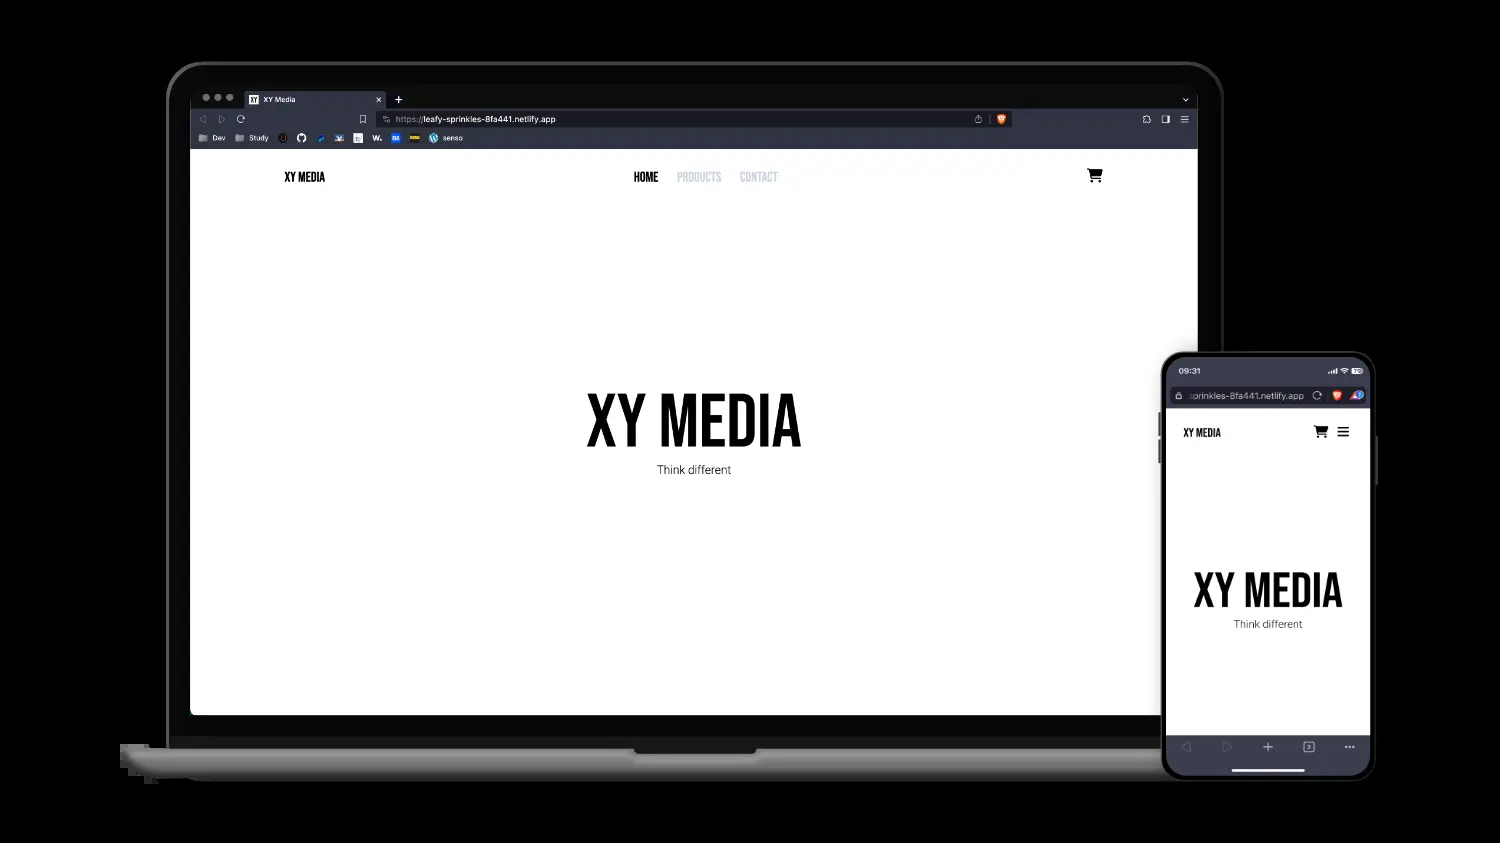 XY XY Media
https://leafy-sprinkles-8fa441.netlify.app
Dev Study W. senso
XY MEDIA HOME PRODUCTS CONTACT
XY MEDIA
Think different
09:31
sprinkles-8fa441.netlify.app
XY MEDIA
XY MEDIA
Think different
3